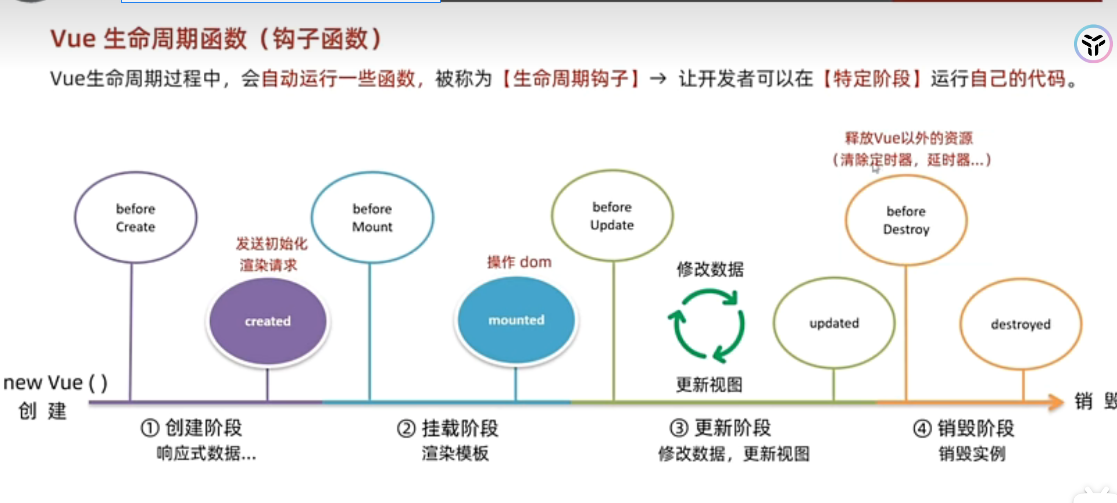 Vue 生命周期函数（钩子函数）
Vue生命周期过程中，会自动运行一些函数，被称为【生命周期钩子】→ 让开发者可以在【特定阶段】运行自己的代码。
释放Vue以外的资源
（清除定时器，延时器...）
before
Create
before
Mount
before
Update
before
Destroy
发送初始化
渲染请求
操作 dom
修改数据
created
mounted
updated
destroyed
更新视图
new Vue ( )
创 建
销 毁
① 创建阶段
响应式数据...
② 挂载阶段
渲染模板
③ 更新阶段
修改数据，更新视图
④ 销毁阶段
销毁实例